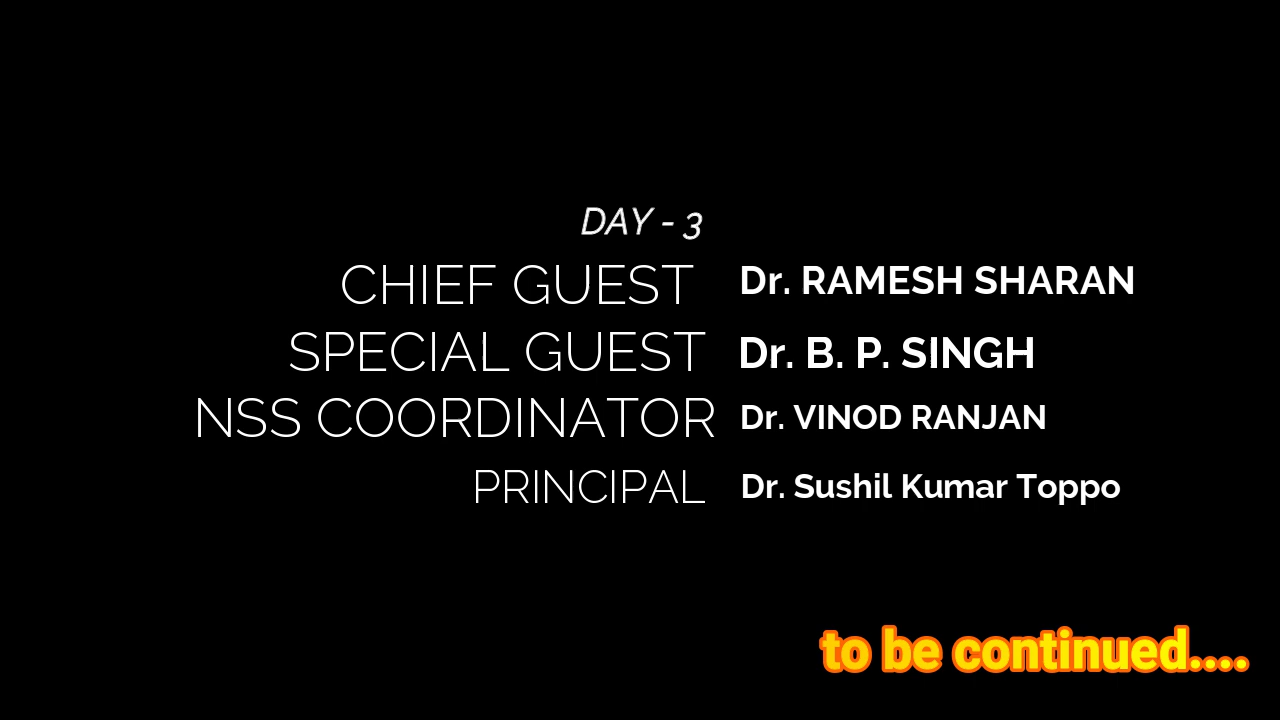 DAY - 3
CHIEF GUEST Dr. RAMESH SHARAN
SPECIAL GUEST Dr. B. P. SINGH
NSS COORDINATOR Dr. VINOD RANJAN
PRINCIPAL Dr. Sushil Kumar Toppo
to be continued....